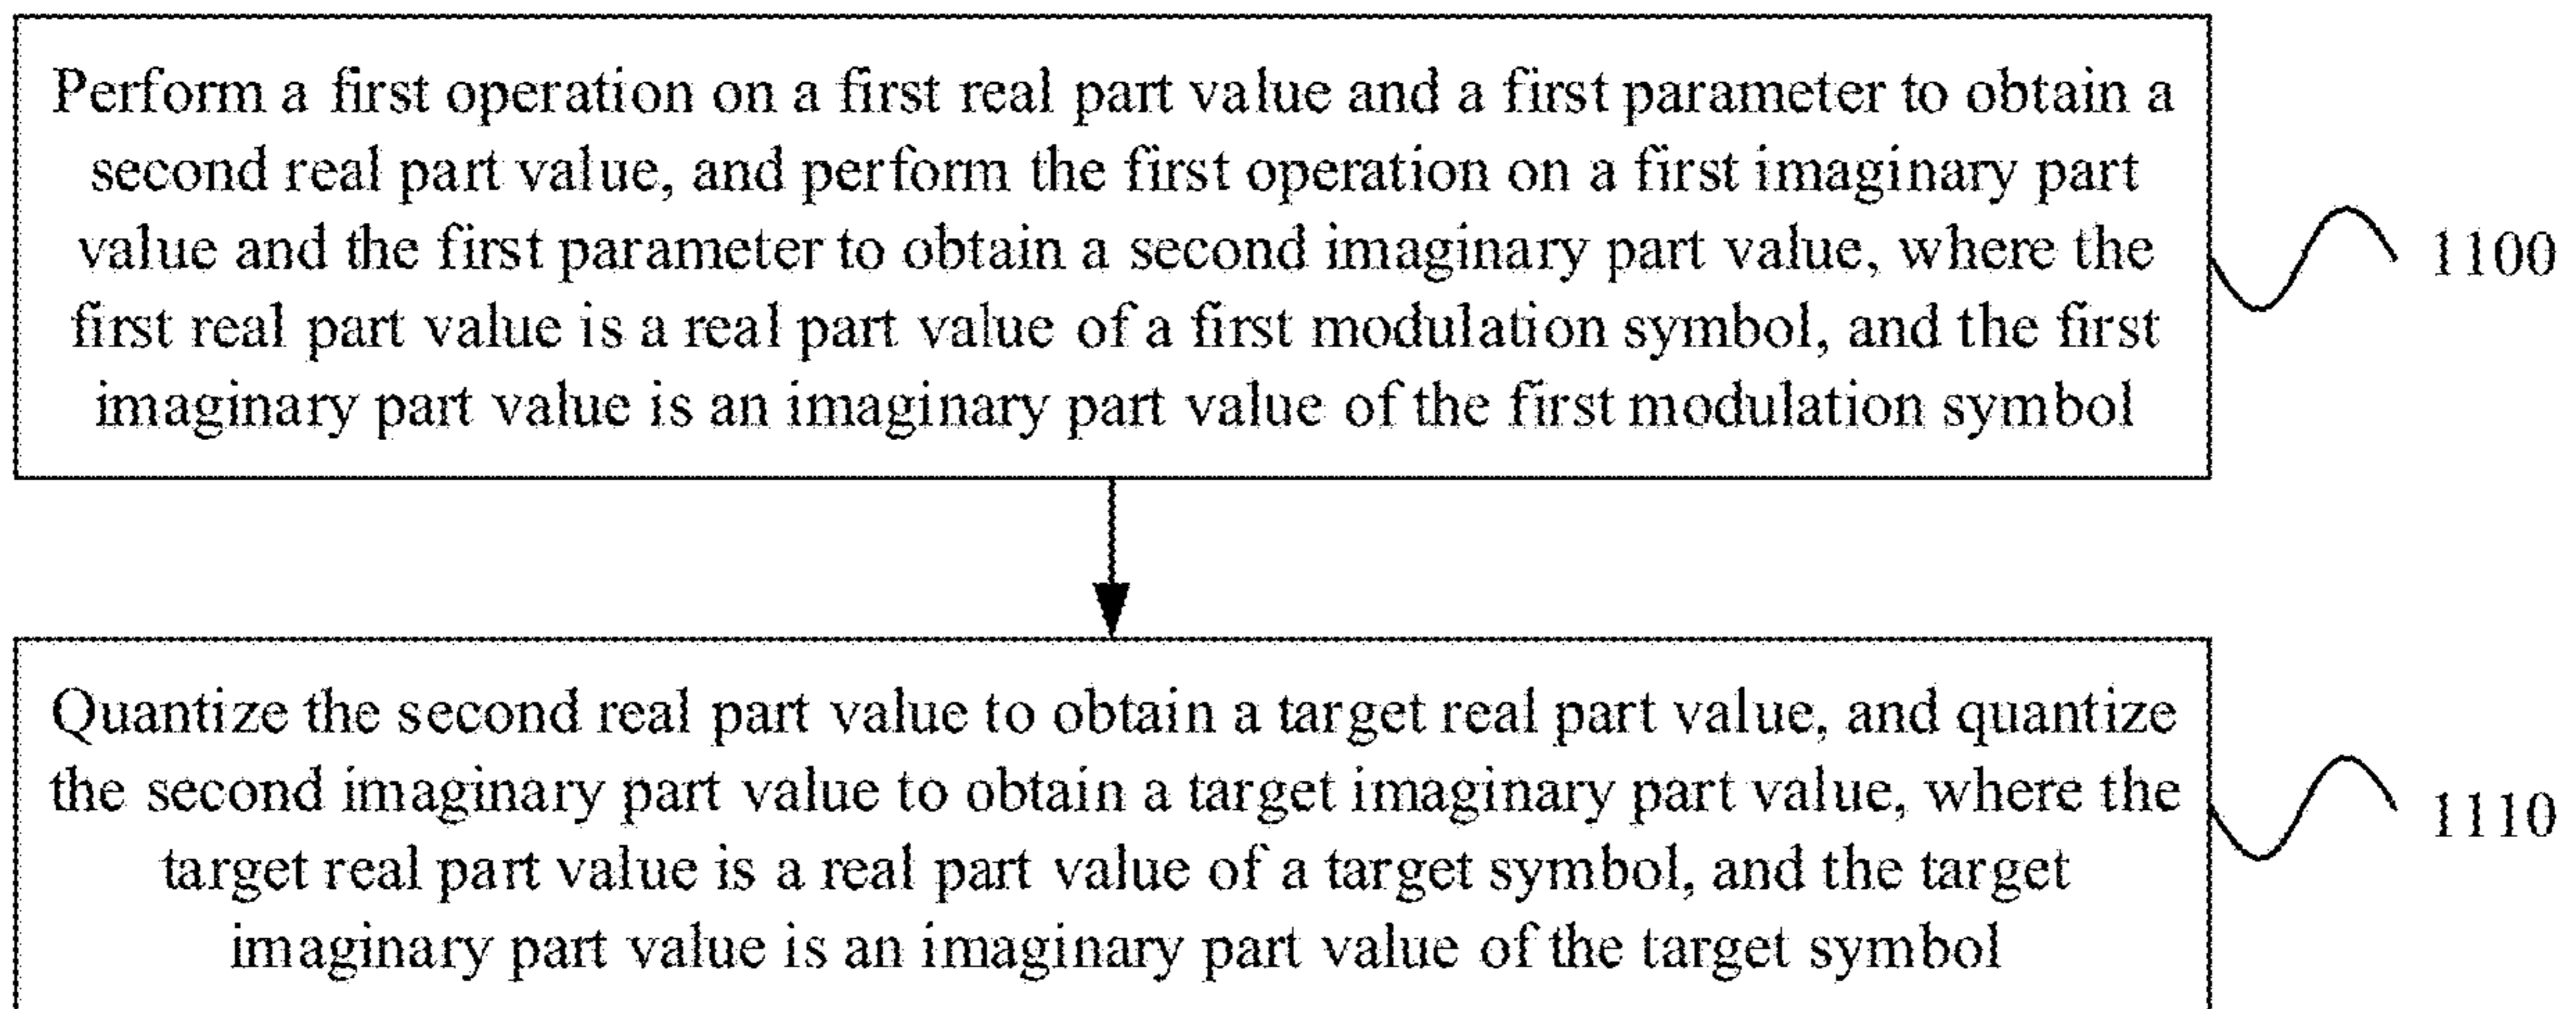 Perform a first operation on a first real part value and a first parameter to obtain a
second real part value, and perform the first operation on a first imaginary part
value and the first parameter to obtain a second imaginary part value, where the
first real part value is a real part value of a first modulation symbol, and the first
imaginary part value is an imaginary part value of the first modulation symbol
1100
Quantize the second real part value to obtain a target real part value, and quantize
the second imaginary part value to obtain a target imaginary part value, where the
target real part value is a real part value of a target symbol, and the target
imaginary part value is an imaginary part value of the target symbol
1110